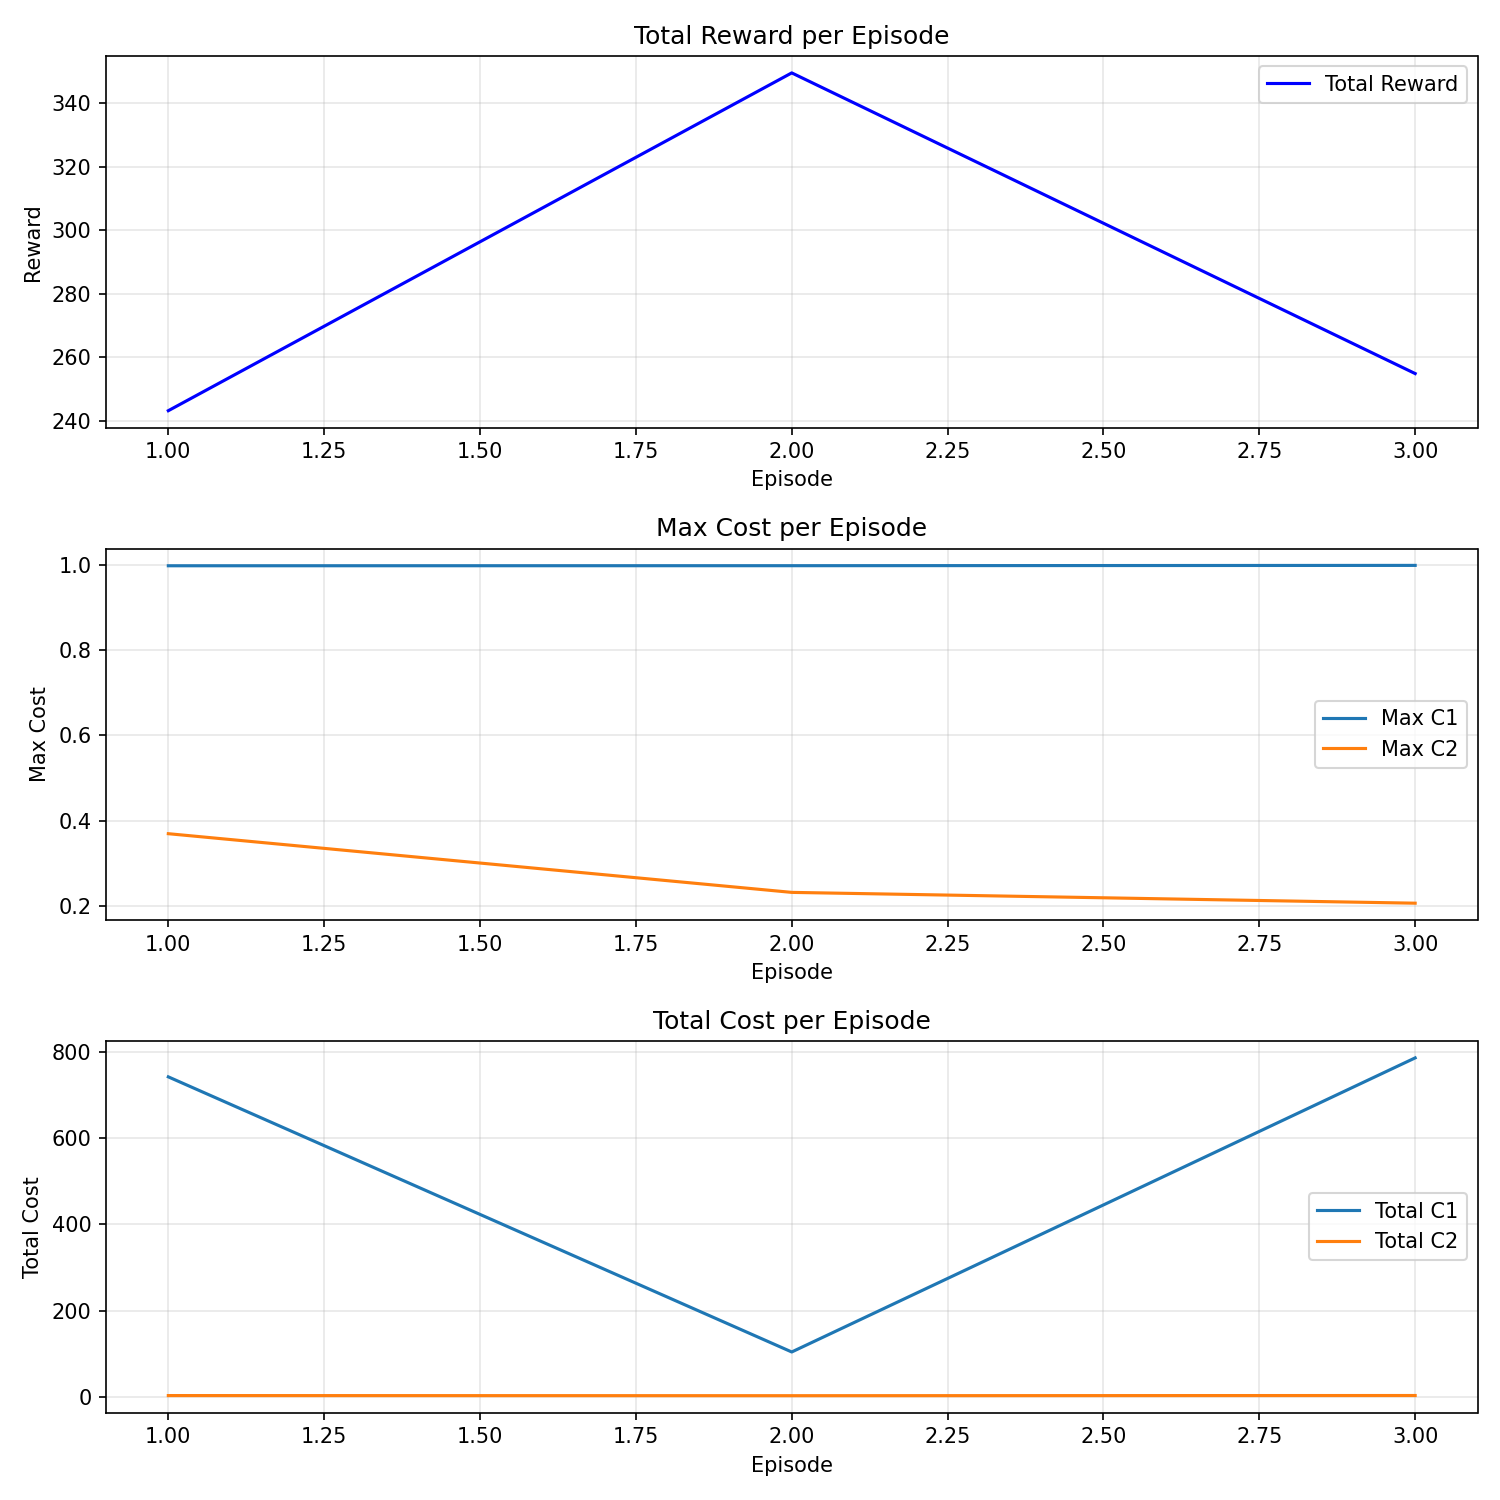 Total Reward per Episode
Total Reward
Reward
340
320
300
280
260
240
1.00 1.25 1.50 1.75 2.00 2.25 2.50 2.75 3.00
Episode
Max Cost per Episode
Max Cost
1.0
0.8
0.6
0.4
0.2
Max C1
Max C2
1.00 1.25 1.50 1.75 2.00 2.25 2.50 2.75 3.00
Episode
Total Cost per Episode
Total Cost
800
600
400
200
0
Total C1
Total C2
1.00 1.25 1.50 1.75 2.00 2.25 2.50 2.75 3.00
Episode